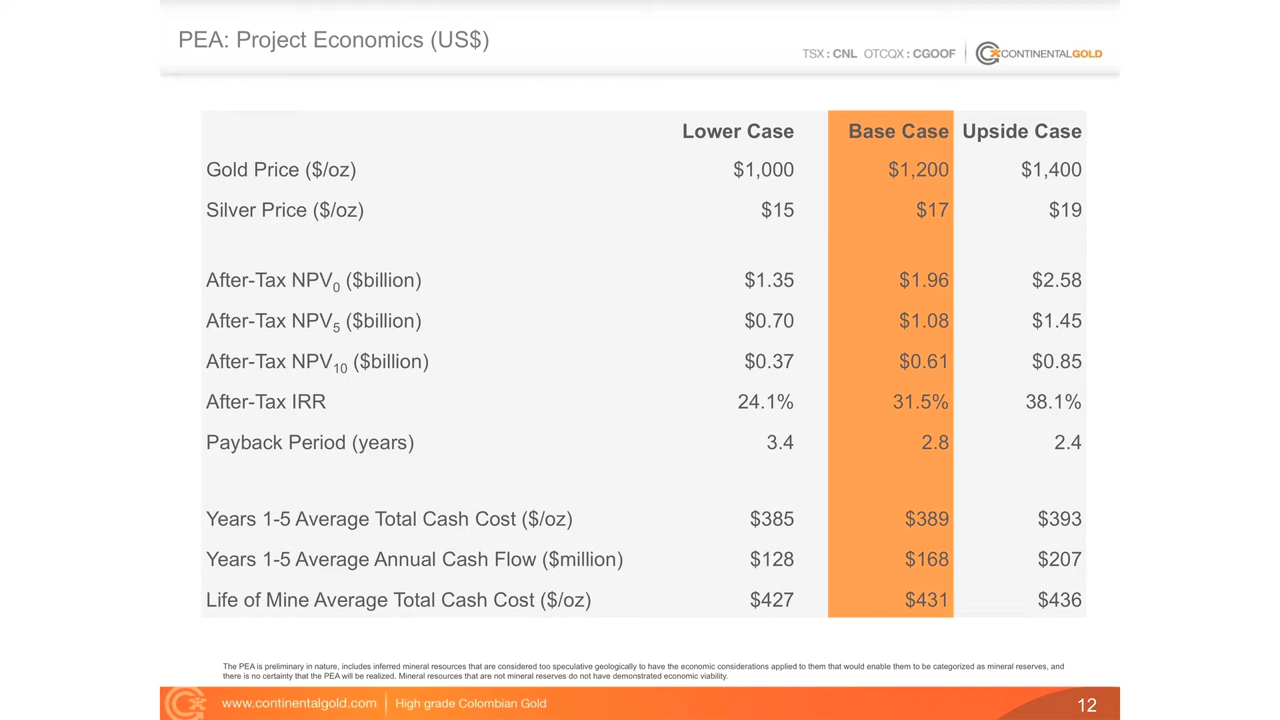 PEA: Project Economics (US$)
TSX : CNL OTCQX : CGOOF
CONTINENTALGOLD
Lower Case Base Case Upside Case
Gold Price ($/oz) $1,000 $1,200 $1,400
Silver Price ($/oz) $15 $17 $19
After-Tax NPV0 ($billion) $1.35 $1.96 $2.58
After-Tax NPV5 ($billion) $0.70 $1.08 $1.45
After-Tax NPV10 ($billion) $0.37 $0.61 $0.85
After-Tax IRR 24.1% 31.5% 38.1%
Payback Period (years) 3.4 2.8 2.4
Years 1-5 Average Total Cash Cost ($/oz) $385 $389 $393
Years 1-5 Average Annual Cash Flow ($million) $128 $168 $207
Life of Mine Average Total Cash Cost ($/oz) $427 $431 $436
The PEA is preliminary in nature, includes inferred mineral resources that are considered too speculative geologically to have the economic considerations applied to them that would enable them to be categorized as mineral reserves, and
there is no certainty that the PEA will be realized. Mineral resources that are not mineral reserves do not have demonstrated economic viability.
www.continentalgold.com High grade Colombian Gold 12